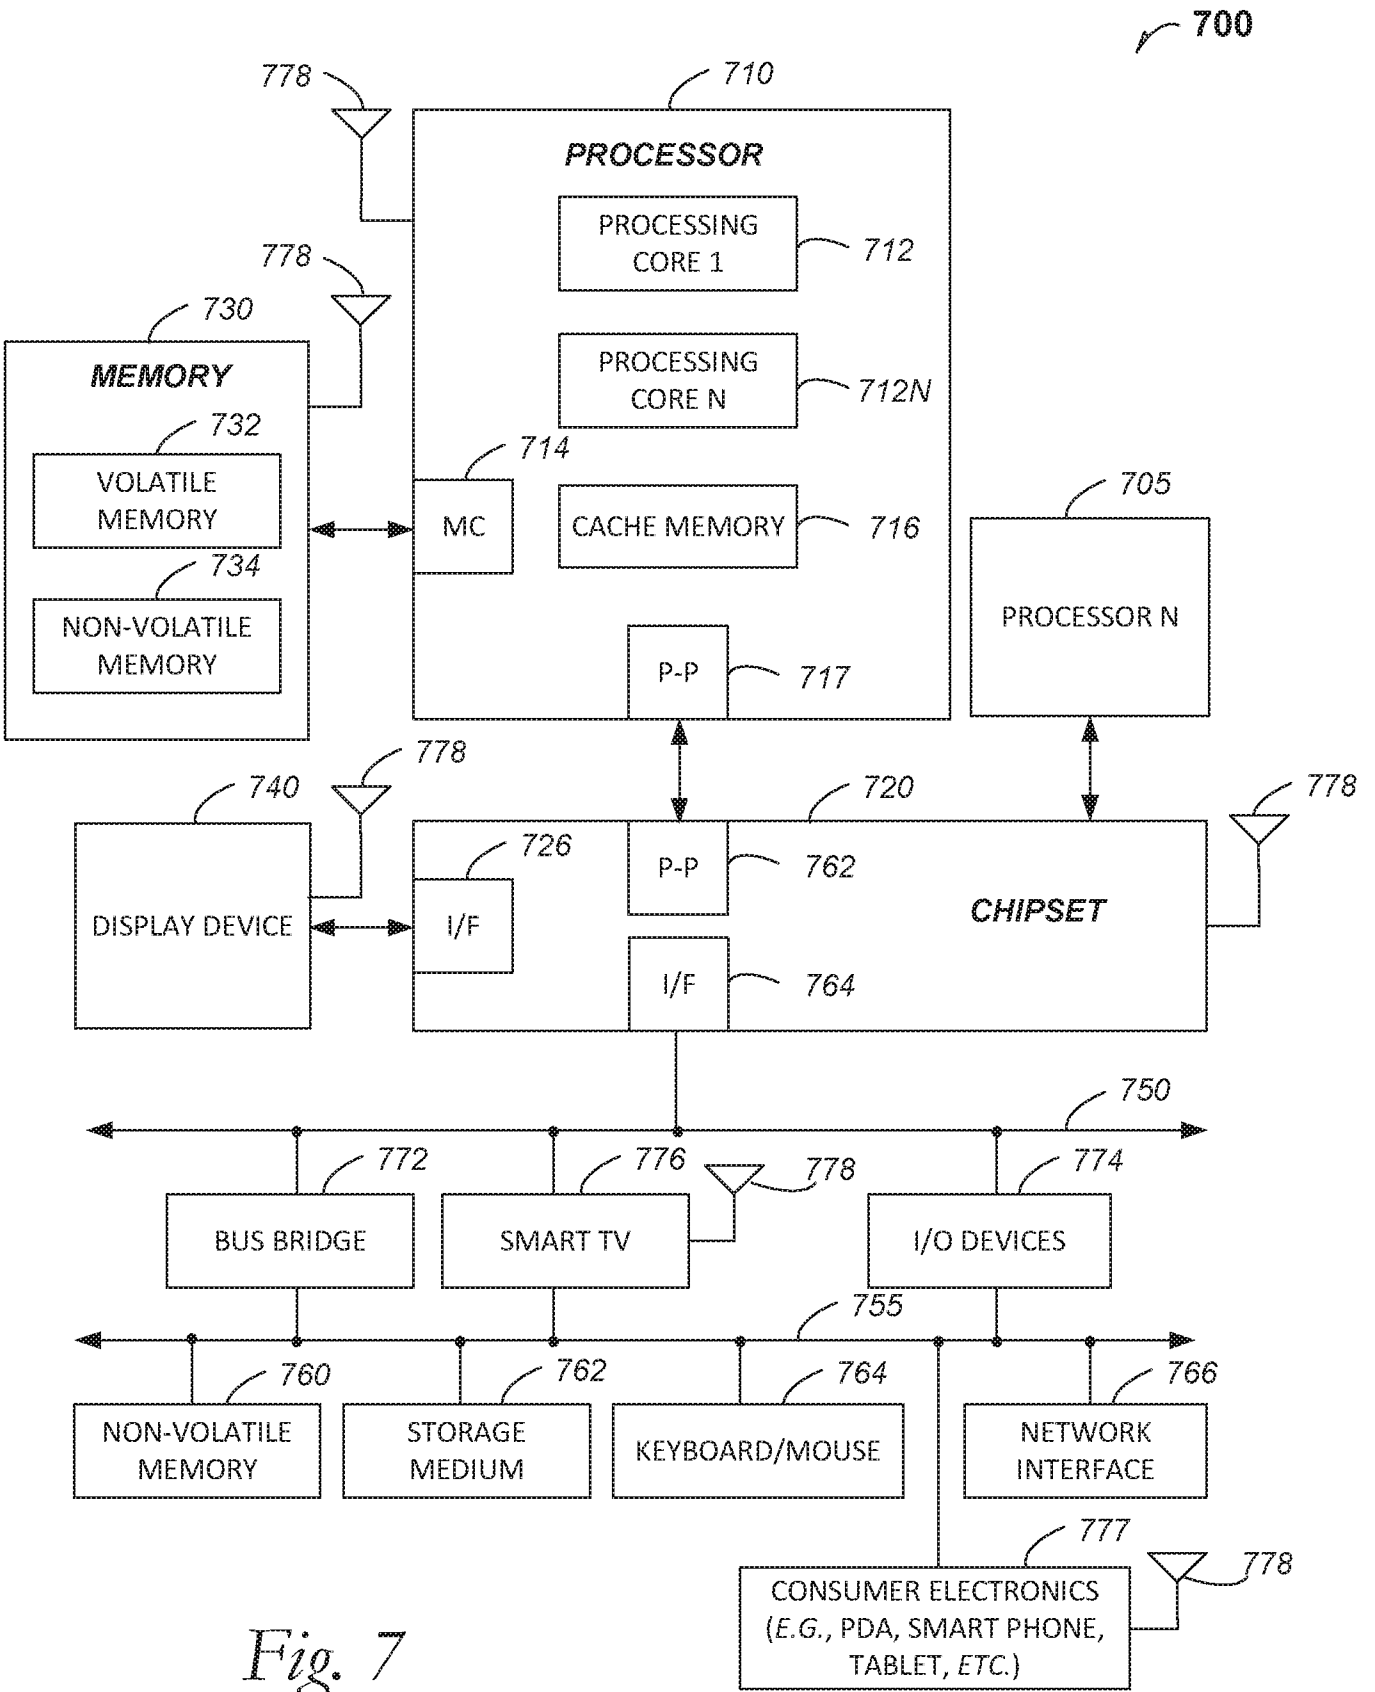 700
778
710
PROCESSOR
PROCESSING
CORE 1
712
778
730
MEMORY
PROCESSING
CORE N
712N
732
VOLATILE
MEMORY
714
MC
CACHE MEMORY
716
705
PROCESSOR N
734
NON-VOLATILE
MEMORY
P-P
717
778
740
DISPLAY DEVICE
720
778
726
I/F
P-P
762
CHIPSET
I/F
764
750
772
BUS BRIDGE
776
SMART TV
778
774
I/O DEVICES
755
760
NON-VOLATILE
MEMORY
762
STORAGE
MEDIUM
764
KEYBOARD/MOUSE
766
NETWORK
INTERFACE
777
CONSUMER ELECTRONICS
(E.G., PDA, SMART PHONE,
TABLET, ETC.)
778
Fig. 7